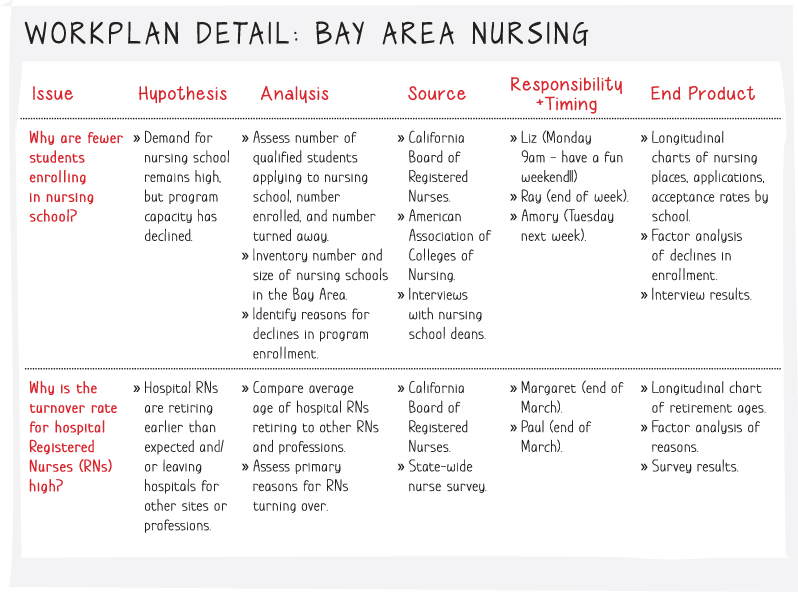 WORKPLAN DETAIL: BAY AREA NURSING
Issue
Hypothesis
Analysis
Source
Responsibility
+Timing
End Product
Why are fewer
students
enrolling
in nursing
school?
» Demand for
nursing school
remains high,
but program
capacity has
declined.
» Assess number of
qualified students
applying to nursing
school, number
enrolled, and number
turned away.
» Inventory number and
size of nursing schools
in the Bay Area.
» Identify reasons for
declines in program
enrollment.
» California
Board of
Registered
Nurses.
» American
Association of
Colleges of
Nursing.
» Interviews
with nursing
school deans.
» Liz (Monday
9am - have a fun
weekend!!)
» Ray (end of week).
» Amory (Tuesday
next week).
» Longitudinal
charts of nursing
places, applications,
acceptance rates by
school.
» Factor analysis
of declines in
enrollment.
» Interview results.
Why is the
turnover rate
for hospital
Registered
Nurses (RNs)
high?
» Hospital RNs
are retiring
earlier than
expected and/
or leaving
hospitals for
other sites or
professions.
» Compare average
age of hospital RNs
retiring to other RNs
and professions.
» Assess primary
reasons for RNs
turning over.
» California
Board of
Registered
Nurses.
» State-wide
nurse survey.
» Margaret (end of
March).
» Paul (end of
March).
» Longitudinal chart
of retirement ages.
» Factor analysis of
reasons.
» Survey results.